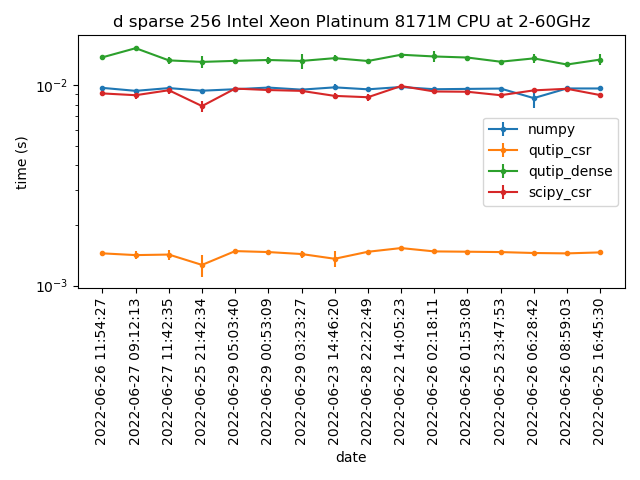 d sparse 256 Intel Xeon Platinum 8171M CPU at 2-60GHz
time (s)
10⁻²
10⁻³
numpy
qutip_csr
qutip_dense
scipy_csr
2022-06-26 11:54:27
2022-06-27 09:12:13
2022-06-27 11:42:35
2022-06-25 21:42:34
2022-06-29 05:03:40
2022-06-29 00:53:09
2022-06-29 03:23:27
2022-06-23 14:46:20
2022-06-28 22:22:49
2022-06-22 14:05:23
2022-06-26 02:18:11
2022-06-26 01:53:08
2022-06-25 23:47:53
2022-06-26 06:28:42
2022-06-26 08:59:03
2022-06-25 16:45:30
date